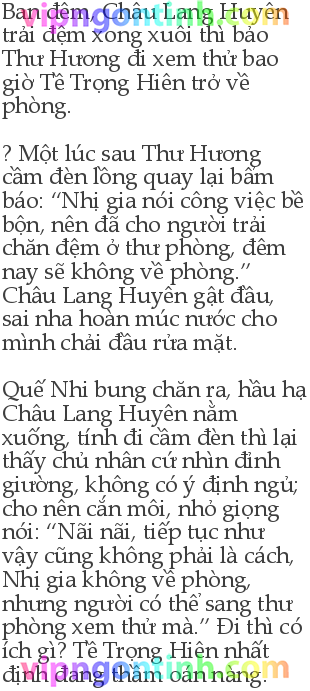 Ban đêm, Châu Lang Huyên
trải đệm xong xuôi thì bảo
Thư Hương đi xem thử bao
giờ Tề Trọng Hiên trở về
phòng.
? Một lúc sau Thư Hương
cầm đèn lồng quay lại bẩm
báo: “Nhị gia nói công việc bề
bộn, nên đã cho người trải
chăn đệm ở thư phòng, đêm
nay sẽ không về phòng.”
Châu Lang Huyên gật đầu,
sai nha hoàn múc nước cho
mình chải đầu rửa mặt.
Quế Nhi bung chăn ra, hầu hạ
Châu Lang Huyên nằm
xuống, tính đi cầm đèn thì lại
thấy chủ nhân cứ nhìn đỉnh
giường, không có ý định ngủ;
cho nên cắn môi, nhỏ giọng
nói: “Nãi nãi, tiếp tục như
vậy cũng không phải là cách,
Nhị gia không về phòng,
nhưng người có thể sang thư
phòng xem thử mà.” Đi thì có
ích gì? Tề Trọng Hiên nhất
định đang thầm oán nàng.
vipngontinh.com
vipngontinh.com